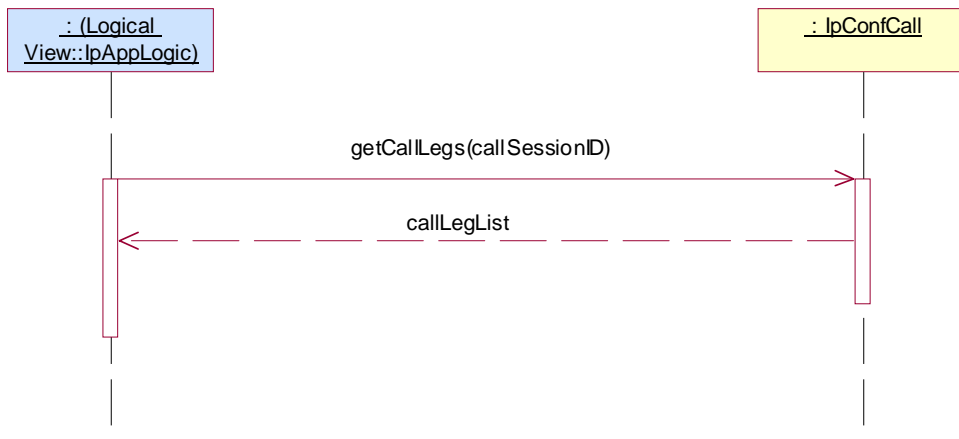 : (Logical
View::IpAppLogic)
: IpConfCall
getCallLegs(callSessionID)
callLegList